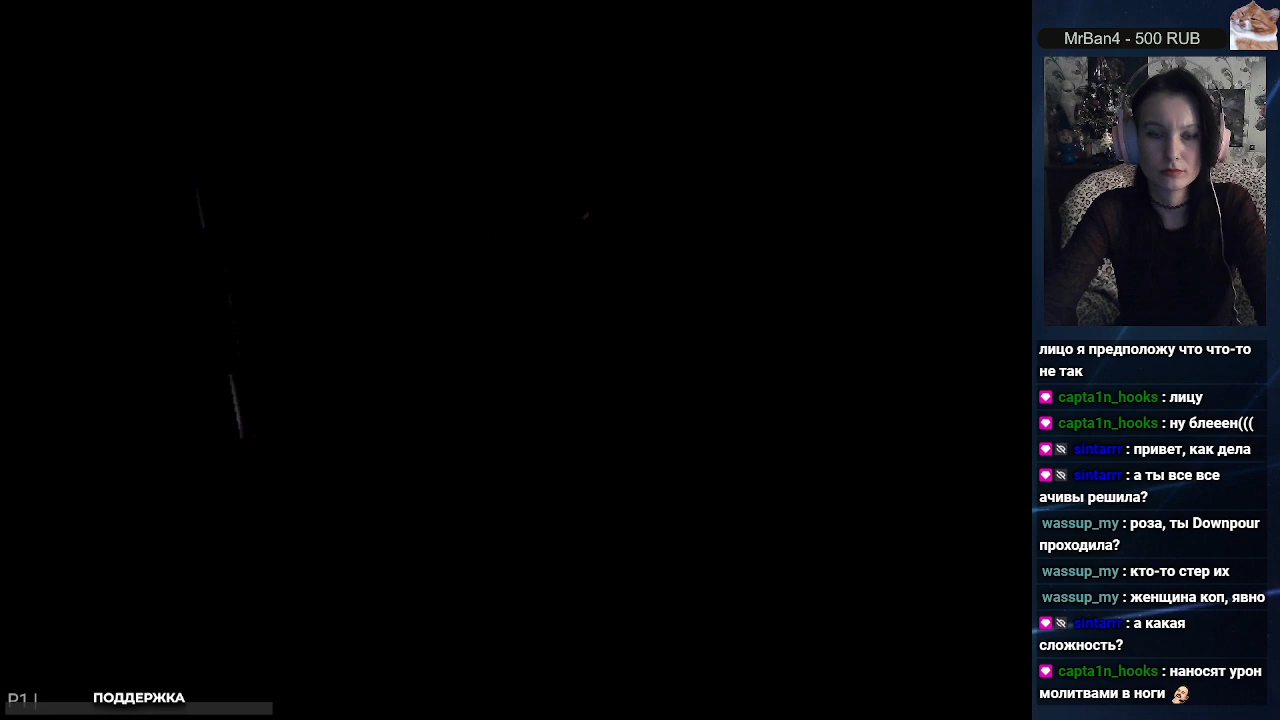 MrBan4 - 500 RUB
лицо я предположу что что-то
не так
capta1n_hooks : лицу
capta1n_hooks : ну блееен(((
sintarrr : привет, как дела
sintarrr : а ты все все
ачивы решила?
wassup_my : роза, ты Downpour
проходила?
wassup_my : кто-то стер их
wassup_my : женщина коп, явно
sintarrr : а какая
сложность?
capta1n_hooks : наносят урон
молитвами в ноги
P1 |
ПОДДЕРЖКА